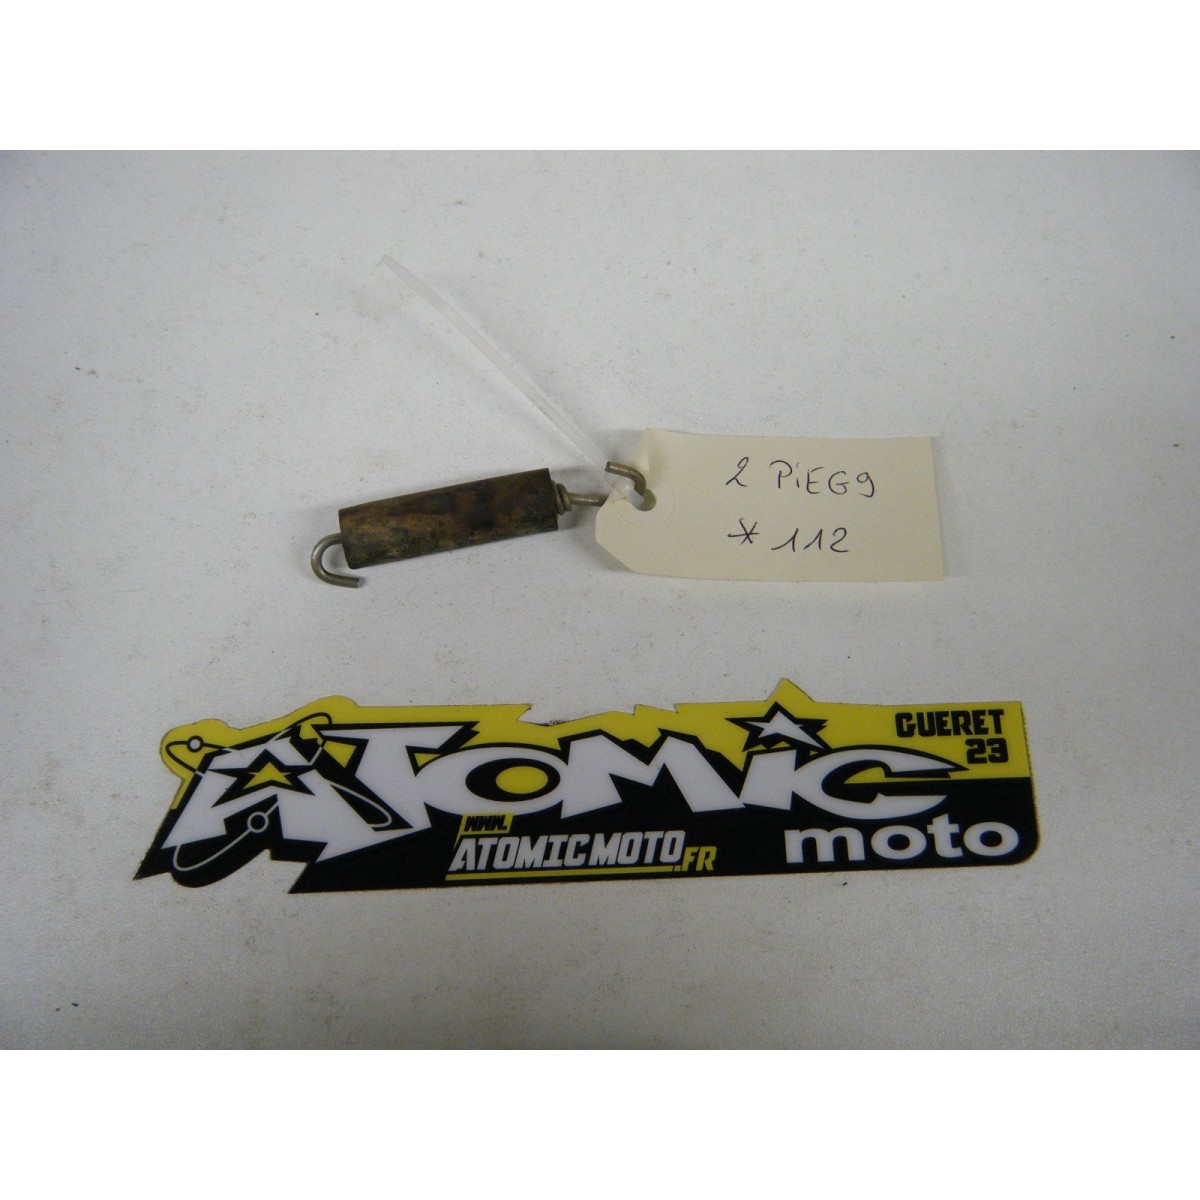 2 PiEG9
* 112
ATOMIC
GUERET
23
WWW.
ATOMICMOTO.FR
moto